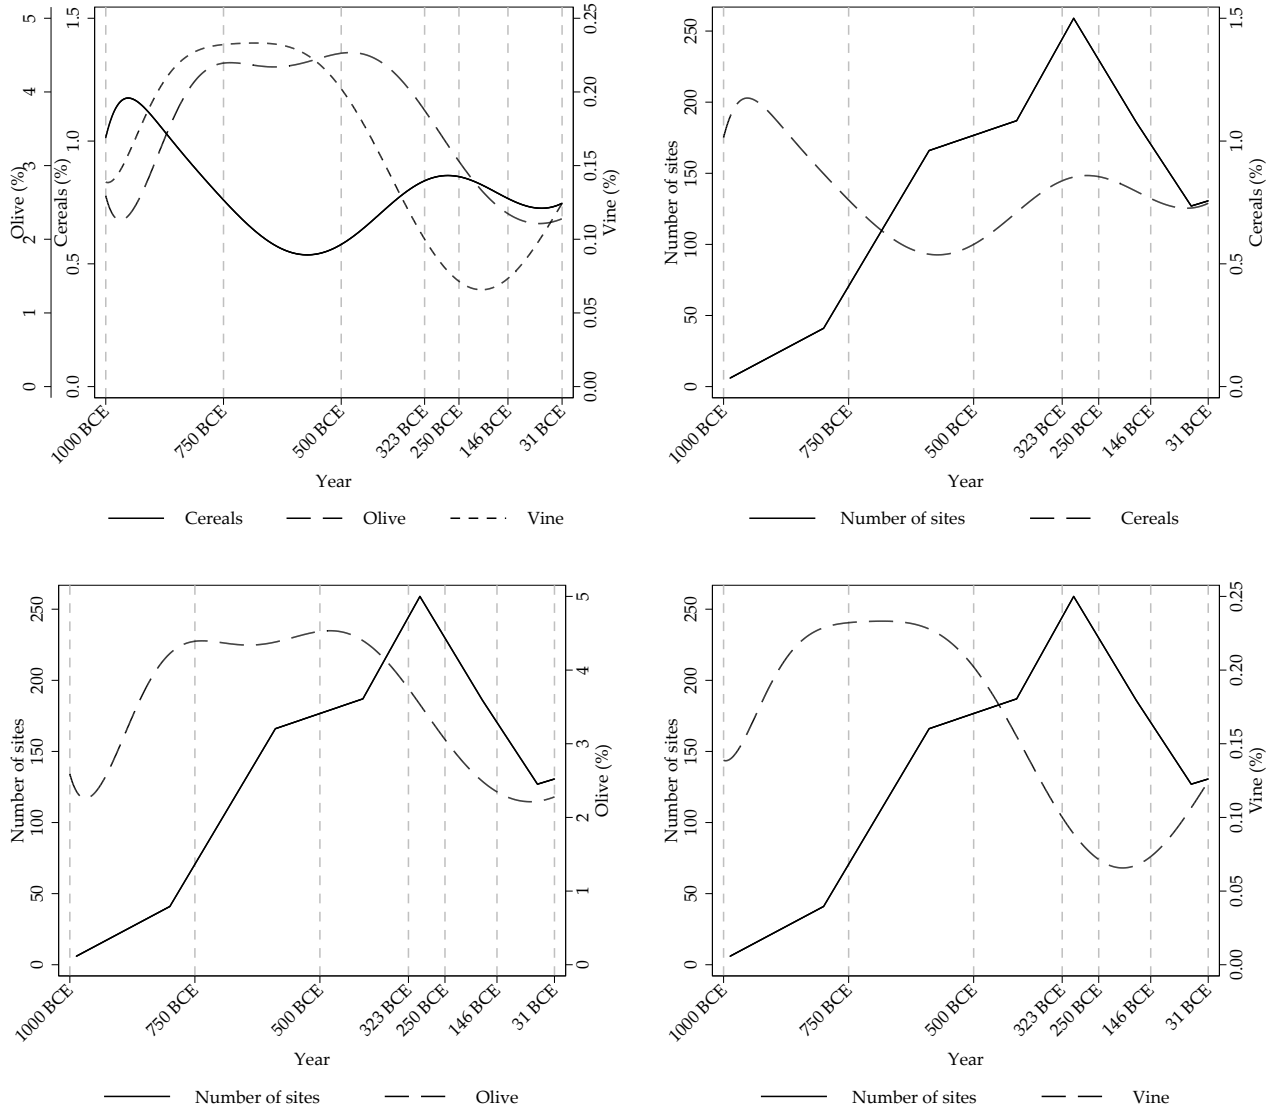 Olive (%)
0 1 2 3 4 5
Cereals (%)
0.0 0.5 1.0 1.5
Vine (%)
0.00 0.05 0.10 0.15 0.20 0.25
1000 BCE 750 BCE 500 BCE 323 BCE 250 BCE 146 BCE 31 BCE
Year
Cereals Olive Vine
Number of sites
0 50 100 150 200 250
Cereals (%)
0.0 0.5 1.0 1.5
1000 BCE 750 BCE 500 BCE 323 BCE 250 BCE 146 BCE 31 BCE
Year
Number of sites Cereals
Number of sites
0 50 100 150 200 250
Olive (%)
0 1 2 3 4 5
1000 BCE 750 BCE 500 BCE 323 BCE 250 BCE 146 BCE 31 BCE
Year
Number of sites Olive
Number of sites
0 50 100 150 200 250
Vine (%)
0.00 0.05 0.10 0.15 0.20 0.25
1000 BCE 750 BCE 500 BCE 323 BCE 250 BCE 146 BCE 31 BCE
Year
Number of sites Vine